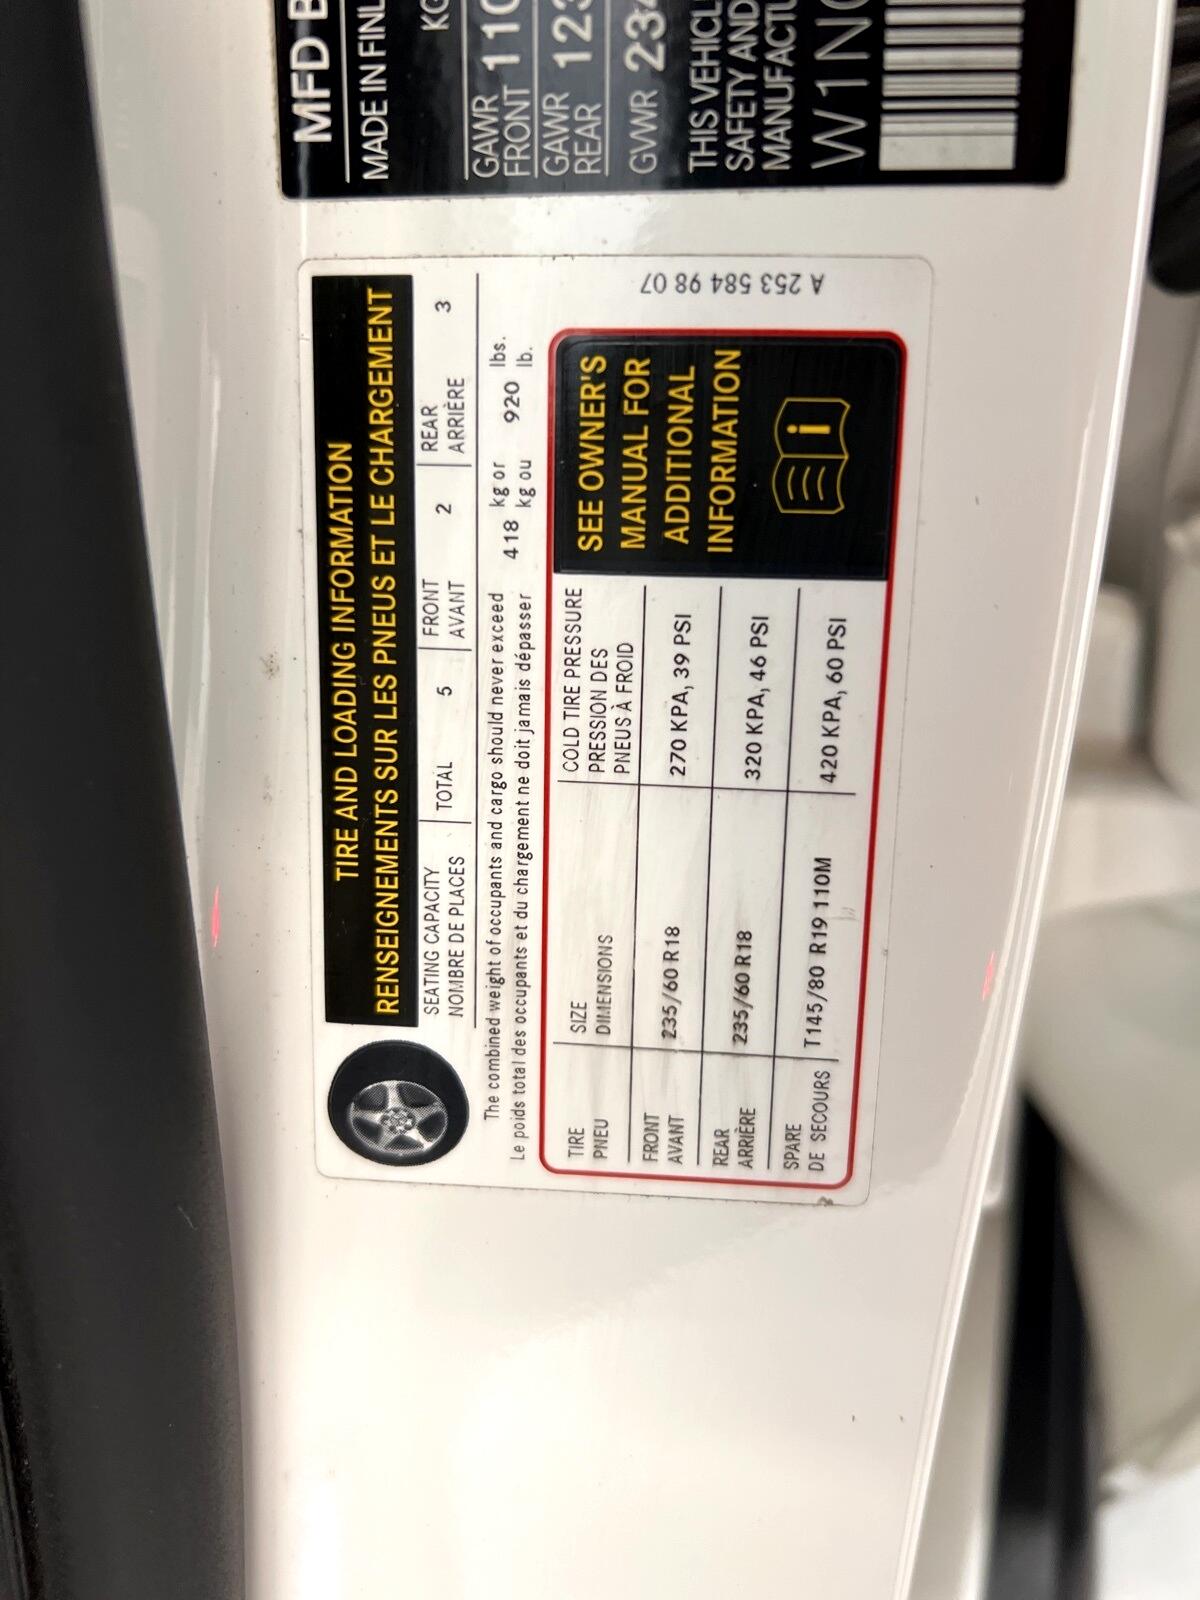 TIRE AND LOADING INFORMATION
RENSEIGNEMENTS SUR LES PNEUS ET LE CHARGEMENT
SEATING CAPACITY
NOMBRE DE PLACES
TOTAL 5
FRONT
AVANT
2
REAR
ARRIÈRE
3
The combined weight of occupants and cargo should never exceed 418 kg or 920 lbs.
Le poids total des occupants et du chargement ne doit jamais dépasser kg ou lb.
TIRE
PNEU
SIZE
DIMENSIONS
COLD TIRE PRESSURE
PRESSION DES
PNEUS À FROID
FRONT
AVANT
235/60 R18
270 KPA, 39 PSI
REAR
ARRIÈRE
235/60 R18
320 KPA, 46 PSI
SPARE
DE SECOURS
T145/80 R19 110M
420 KPA, 60 PSI
SEE OWNER'S
MANUAL FOR
ADDITIONAL
INFORMATION
i
A 253 584 98 07
MFD B
MADE IN FINL
KG
GAWR
FRONT 110
GAWR
REAR 123
GVWR 234
THIS VEHICL
SAFETY AND
MANUFACTU
W1N